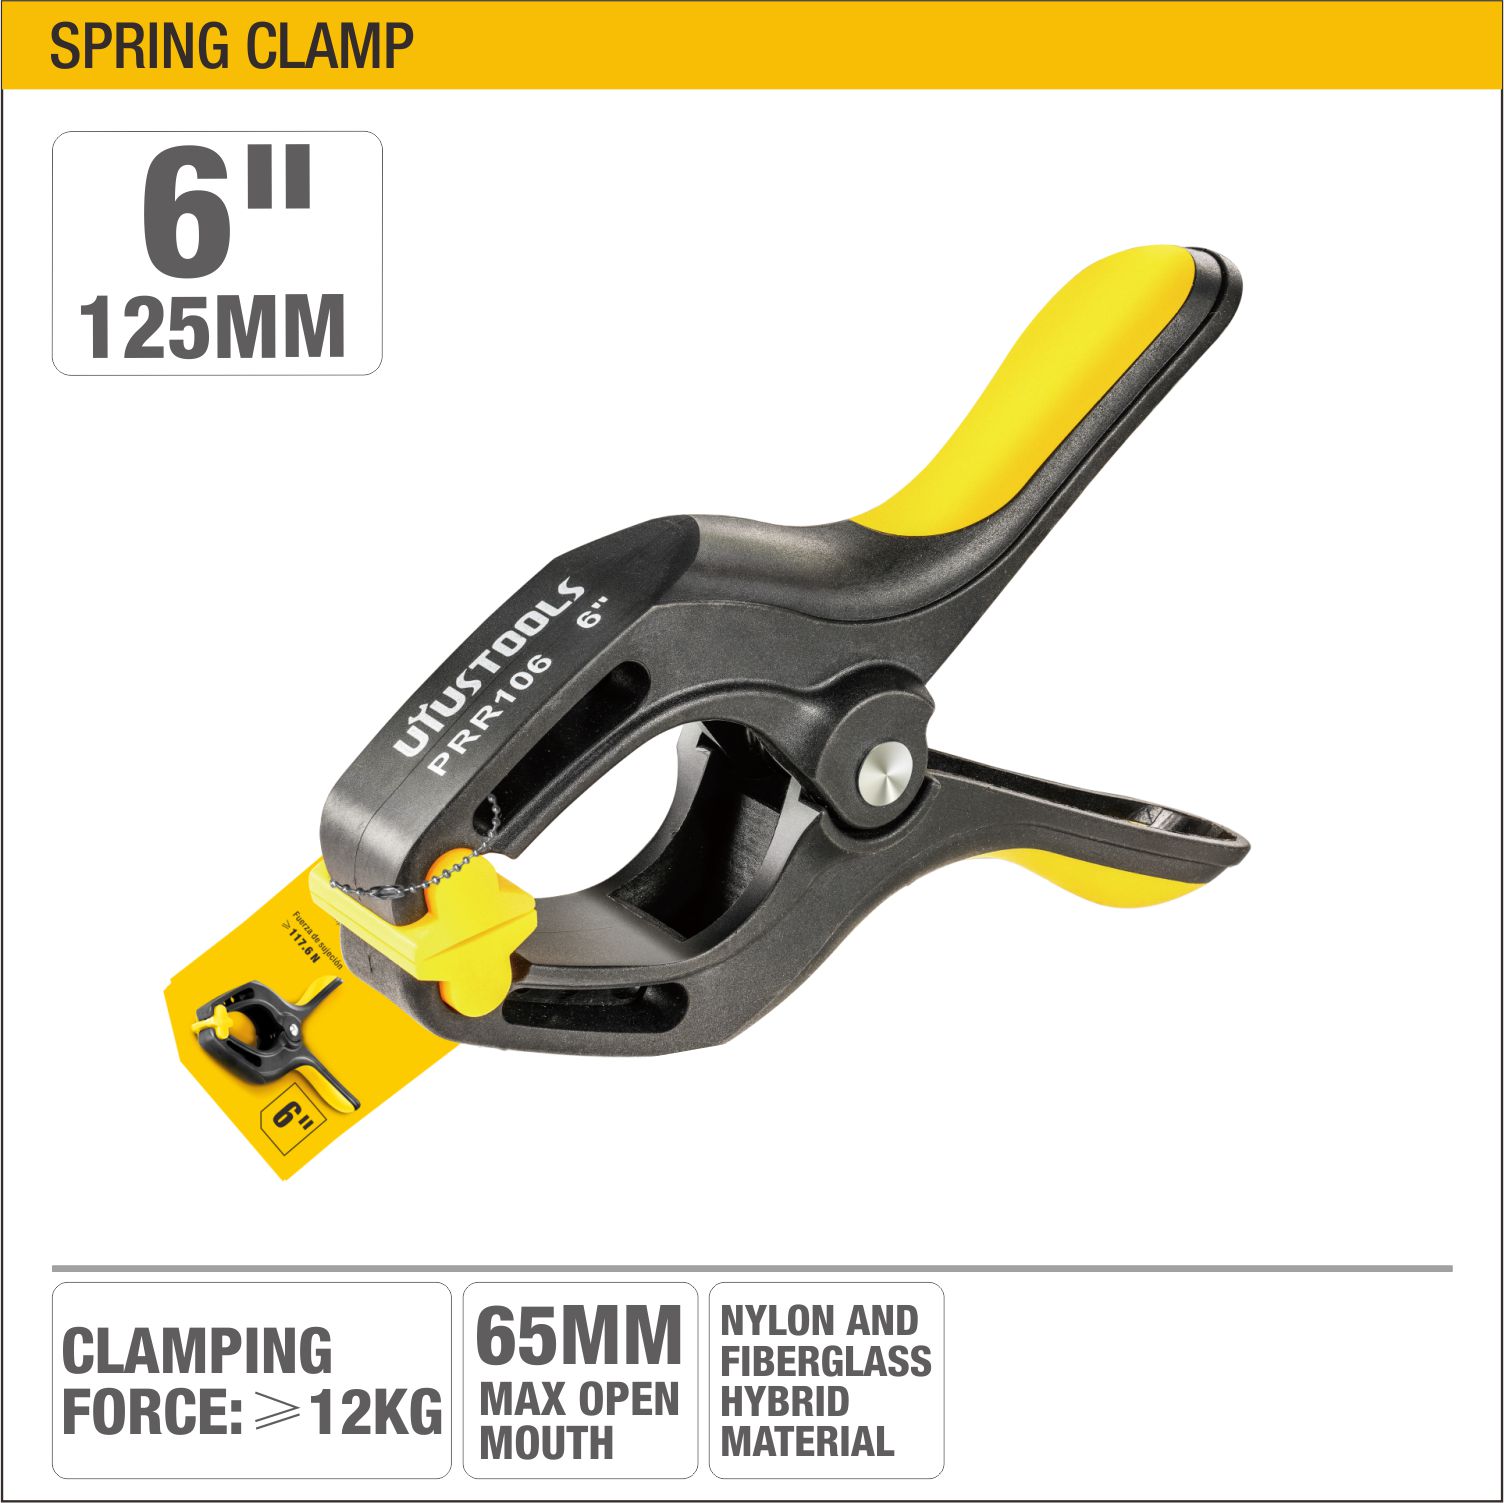 SPRING CLAMP
6"
125MM
UYUSTOOLS
PRR106 6"
Fuerza de sujeción
≥117.6 N
6"
CLAMPING
FORCE: ⩾12KG
65MM
MAX OPEN
MOUTH
NYLON AND
FIBERGLASS
HYBRID
MATERIAL